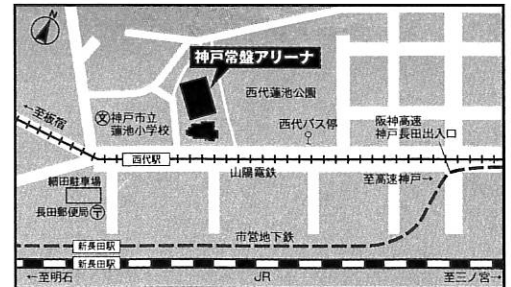 N
神戸常盤アリーナ
西代蓮池公園
←至板宿
文
神戸市立
蓮池小学校
西代バス停
阪神高速
神戸長田出入口
西代駅
山陽電鉄
至高速神戸→
細田駐車場
長田郵便局〒
市営地下鉄
新長田駅
新長田駅
←至明石
JR
至三ノ宮→